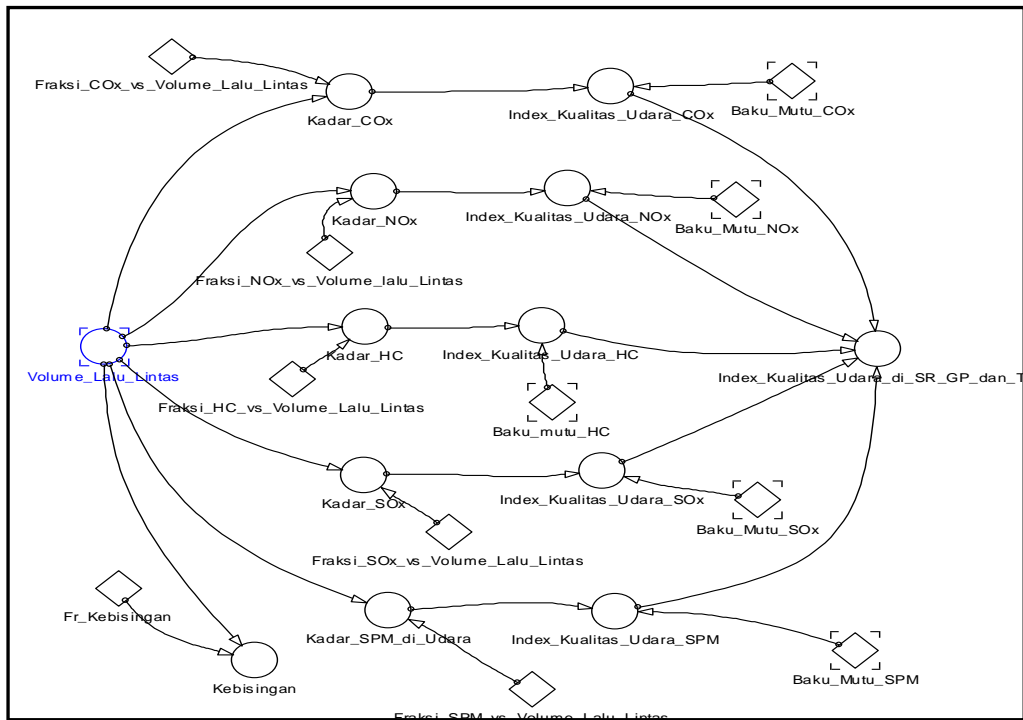 Fraksi_COx_vs_Volume_Lalu_Lintas
Kadar_COx
Index_Kualitas_Udara_COx
Baku_Mutu_COx
Kadar_NOx
Index_Kualitas_Udara_NOx
Baku_Mutu_NOx
Fraksi_NOx_vs_Volume_lalu_Lintas
Volume_Lalu_Lintas
Kadar_HC
Index_Kualitas_Udara_HC
Index_Kualitas_Udara_di_SR_GP_dan_T
Fraksi_HC_vs_Volume_Lalu_Lintas
Baku_mutu_HC
Kadar_SOx
Index_Kualitas_Udara_SOx
Baku_Mutu_SOx
Fraksi_SOx_vs_Volume_Lalu_Lintas
Fr_Kebisingan
Kadar_SPM_di_Udara
Index_Kualitas_Udara_SPM
Baku_Mutu_SPM
Kebisingan
Fraksi_SPM_vs_Volume_Lalu_Lintas